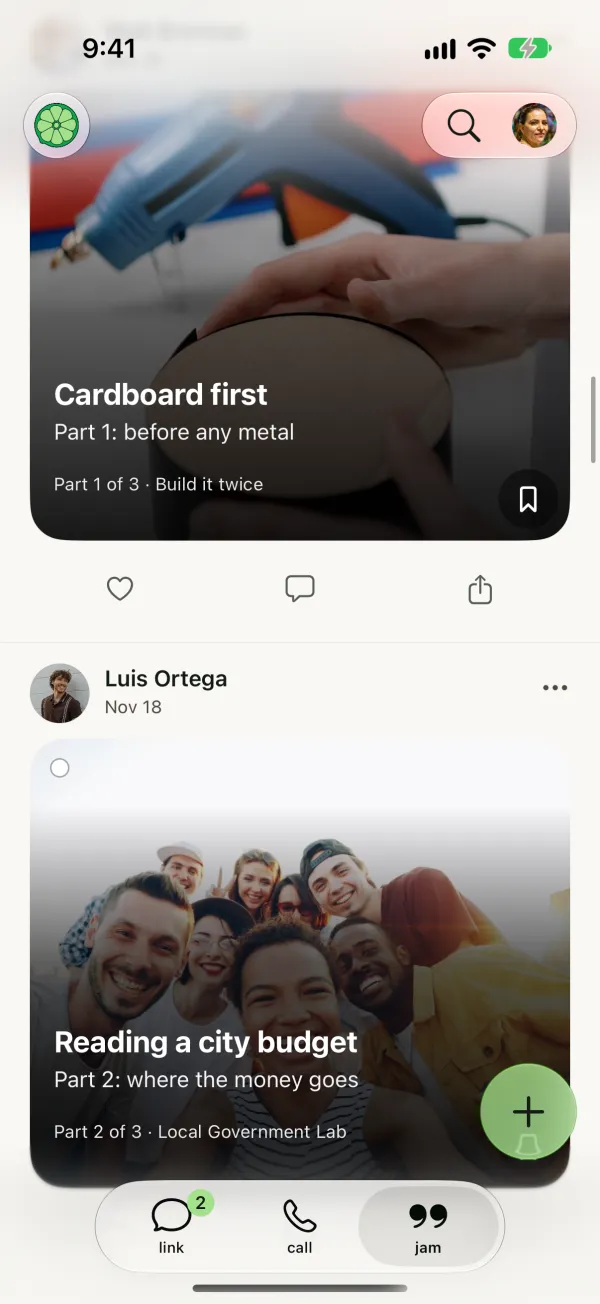 9:41
Cardboard first
Part 1: before any metal
Part 1 of 3 · Build it twice
Luis Ortega
Nov 18
Reading a city budget
Part 2: where the money goes
Part 2 of 3 · Local Government Lab
2
link
call
jam